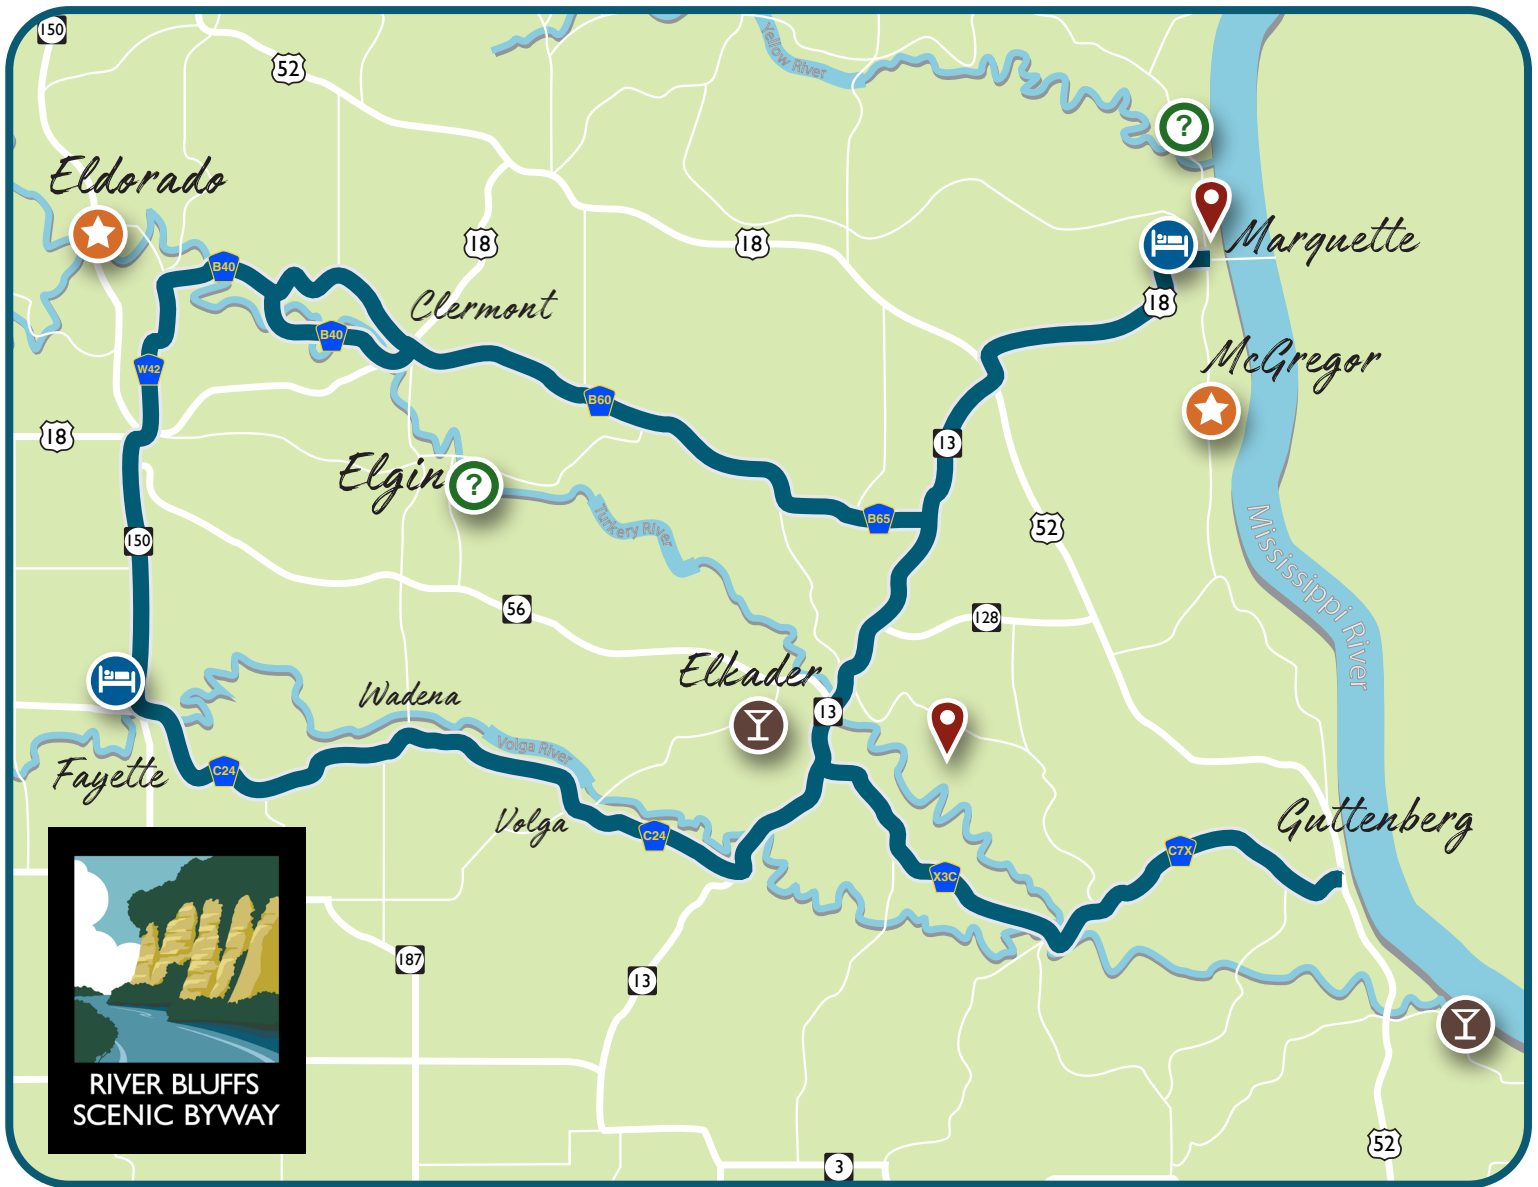 150
52
Yellow River
?
Eldorado
18
18
Marquette
B40
18
Clermont
B40
McGregor
W42
B60
18
13
Elgin
?
Turkery River
B65
52
Mississippi River
150
56
128
Elkader
Wadena
13
Volga River
Fayette
C24
Volga
C24
Guttenberg
C7X
X3C
187
13
RIVER BLUFFS
SCENIC BYWAY
52
3